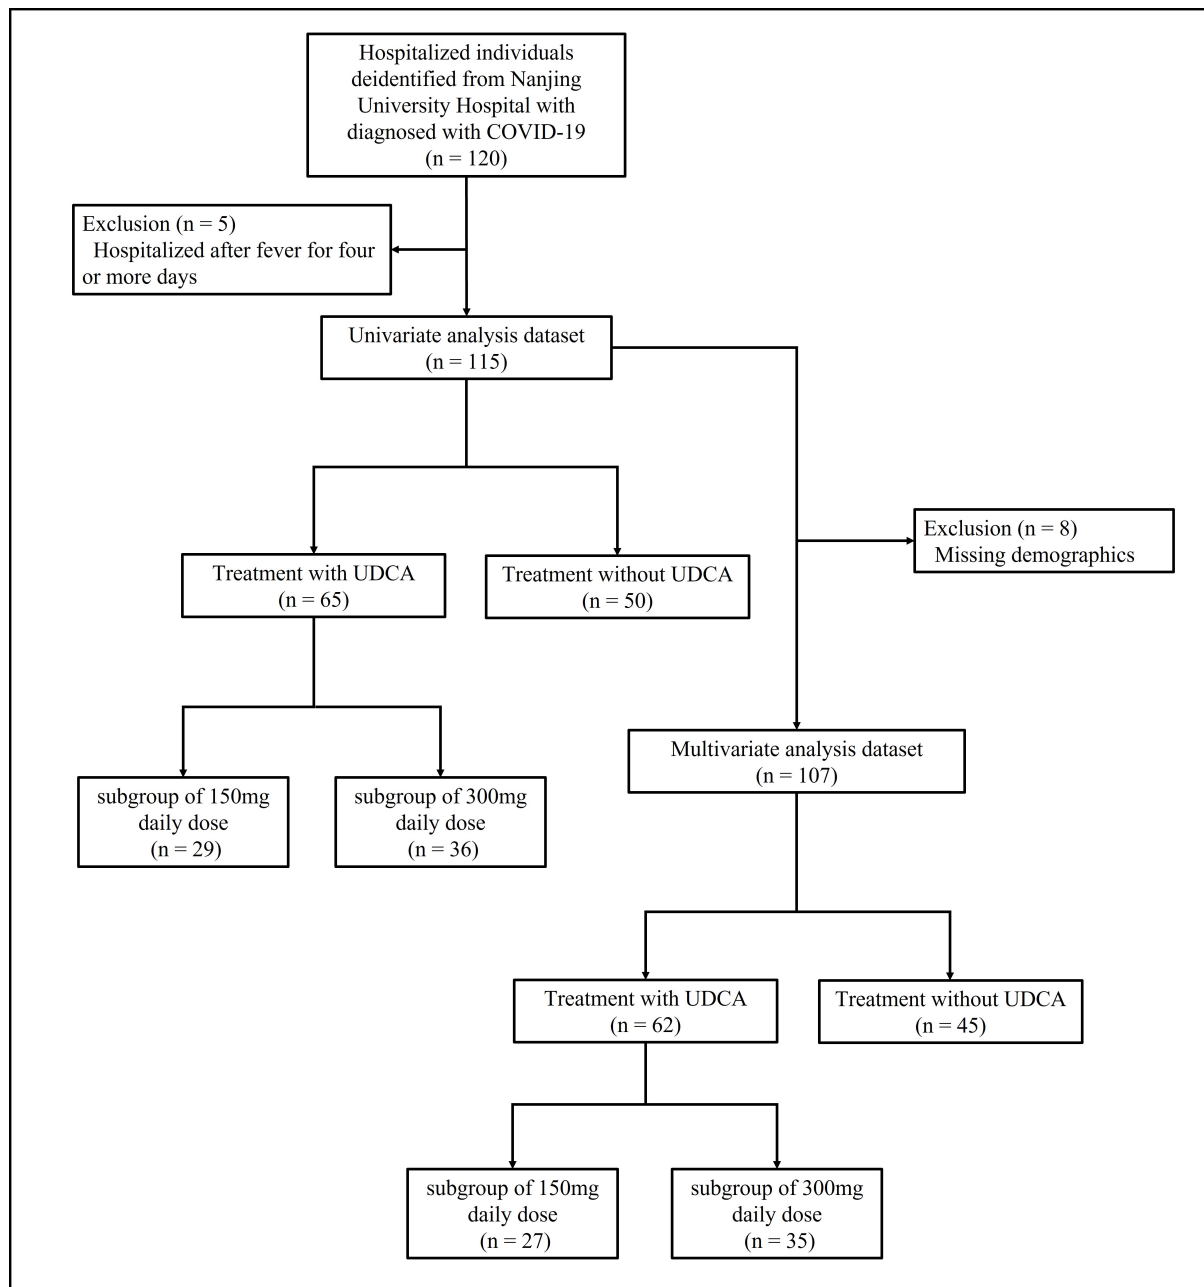 Hospitalized individuals
deidentified from Nanjing
University Hospital with
diagnosed with COVID-19
(n = 120)
Exclusion (n = 5)
Hospitalized after fever for four
or more days
Univariate analysis dataset
(n = 115)
Exclusion (n = 8)
Missing demographics
Treatment with UDCA
(n = 65)
Treatment without UDCA
(n = 50)
subgroup of 150mg
daily dose
(n = 29)
subgroup of 300mg
daily dose
(n = 36)
Multivariate analysis dataset
(n = 107)
Treatment with UDCA
(n = 62)
Treatment without UDCA
(n = 45)
subgroup of 150mg
daily dose
(n = 27)
subgroup of 300mg
daily dose
(n = 35)